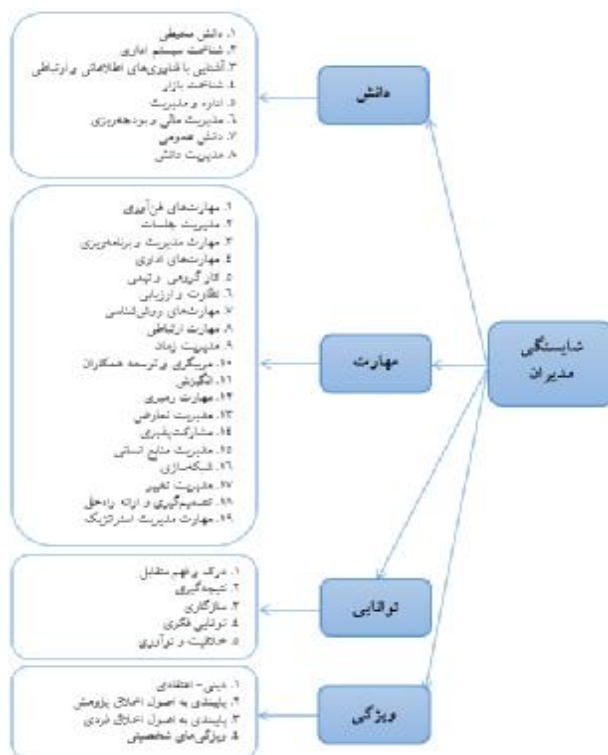 شایستگی
مدیران
دانش
۱. دانش محیطی
۲. شناخت سیستم اداری
۳. آشنایی با فناوری‌های اطلاعاتی و ارتباطی
۴. شناخت بازار
۵. اداره و مدیریت
۶. مدیریت مالی و بودجه‌ریزی
۷. دانش عمومی
۸. مدیریت دانش
مهارت
۱. مهارت‌های فن‌آوری
۲. مدیریت جلسات
۳. مهارت مدیریت و برنامه‌ریزی
۴. مهارت‌های اداری
۵. کار گروهی و تیمی
۶. نظارت و ارزیابی
۷. مهارت‌های روش‌شناسی
۸. مهارت ارتباطی
۹. مدیریت زمان
۱۰. مربیگری و توسعه همکاران
۱۱. انگیزش
۱۲. مهارت رهبری
۱۳. مدیریت تعارض
۱۴. مشارکت‌پذیری
۱۵. مدیریت منابع انسانی
۱۶. شبکه‌سازی
۱۷. مدیریت تغییر
۱۸. تصمیم‌گیری و ارائه راه‌حل
۱۹. مهارت مدیریت استراتژیک
توانایی
۱. درک و فهم متقابل
۲. نتیجه‌گیری
۳. سازگاری
۴. توانایی فکری
۵. خلاقیت و نوآوری
ویژگی
۱. دینی- اعتقادی
۲. پایبندی به اصول اخلاق پژوهش
۳. پایبندی به اصول اخلاق فردی
۴. ویژگی‌های شخصیتی